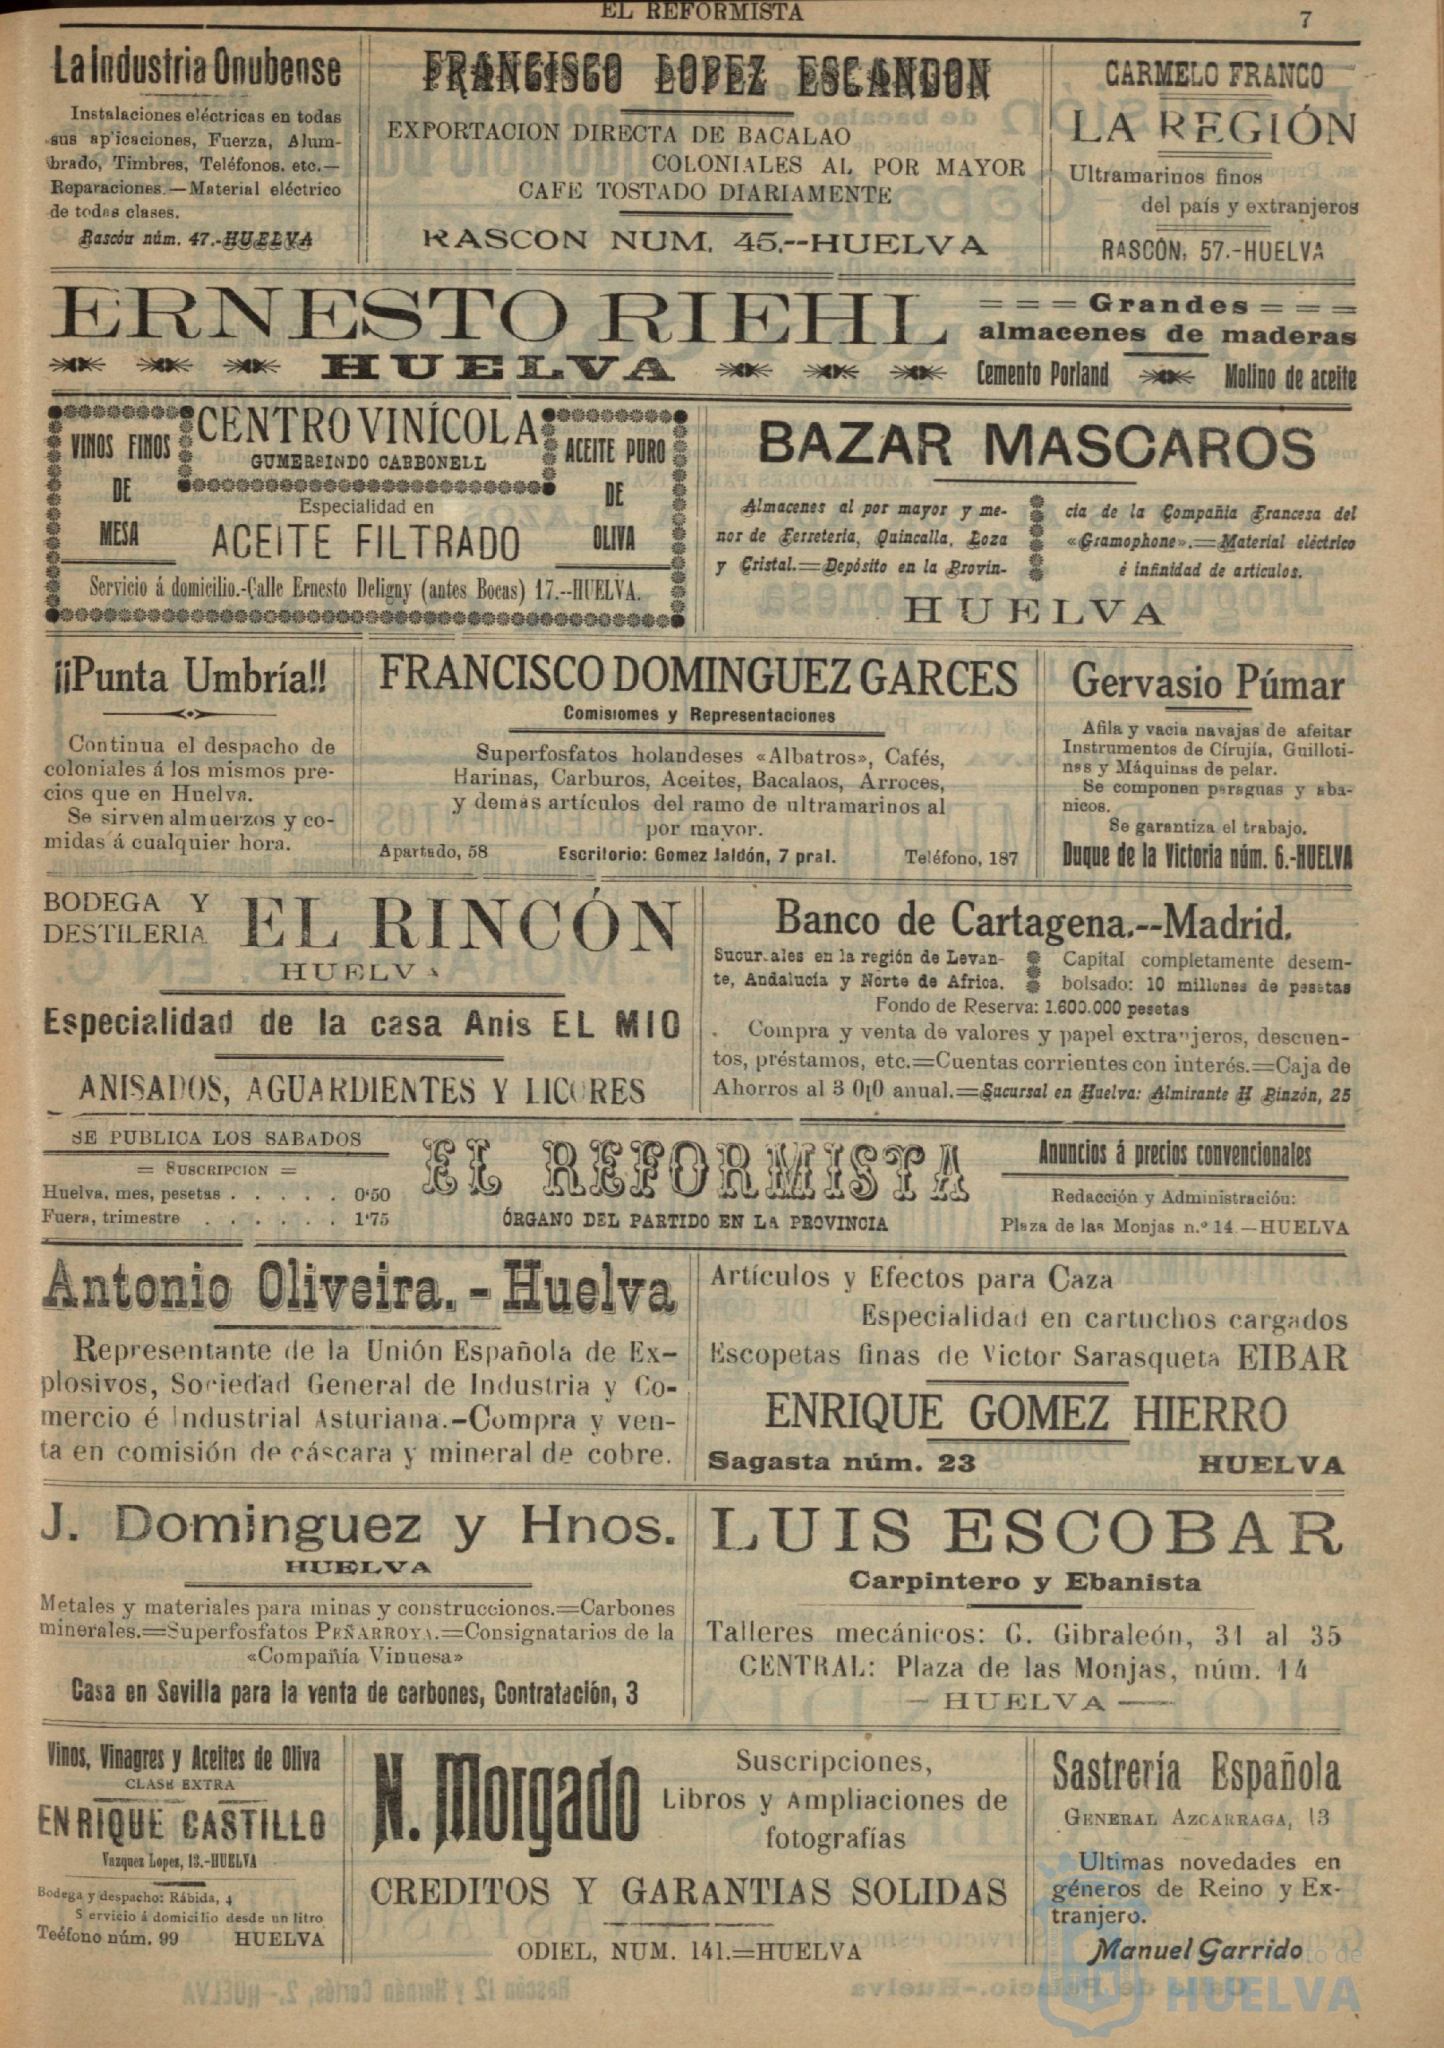 EL REFORMISTA
7
La Industria Onubense
Instalaciones eléctricas en todas
sus ap'icaciones, Fuerza, Alum-
brado, Timbres, Teléfonos. etc.—
Reparaciones.—Material eléctrico
de todas clases.
Rascón núm. 47.-HUELVA
FRANCISCO LOPEZ ESCANDON
EXPORTACION DIRECTA DE BACALAO
COLONIALES AL POR MAYOR
CAFE TOSTADO DIARIAMENTE
RASCON NUM. 45.--HUELVA
CARMELO FRANCO
LA REGIÓN
Ultramarinos finos
del país y extranjeros
RASCÓN, 57.-HUELVA
ERNESTO RIEHL
HUELVA
= = = Grandes = = =
almacenes de maderas
Cemento Porland
Molino de aceite
VINOS FINOS
DE
MESA
CENTRO VINÍCOLA
GUMERSINDO CARBONELL
Especialidad en
ACEITE FILTRADO
ACEITE PURO
DE
OLIVA
Servicio á domicilio.-Calle Ernesto Deligny (antes Bocas) 17.--HUELVA.
BAZAR MASCAROS
Almacenes al por mayor y me-
nor de Ferretería, Quincalla, Loza
y Cristal.=Depósito en la Provin-
cia de la Compañia Francesa del
«Gramophone».=Material eléctrico
é infinidad de articulos.
HUELVA
¡¡Punta Umbría!!
Continua el despacho de
coloniales á los mismos pre-
cios que en Huelva.
Se sirven almuerzos y co-
midas á cualquier hora.
FRANCISCO DOMINGUEZ GARCES
Comisiomes y Representaciones
Superfosfatos holandeses «Albatros», Cafés,
Harinas, Carburos, Aceites, Bacalaos, Arroces,
y demás artículos del ramo de ultramarinos al
por mayor.
Apartado, 58
Escritorio: Gomez Jaldón, 7 pral.
Teléfono, 187
Gervasio Púmar
Afila y vacia navajas de afeitar
Instrumentos de Cirujía, Guilloti-
nas y Máquinas de pelar.
Se componen paraguas y aba-
nicos.
Se garantiza el trabajo.
Duque de la Victoria núm. 6.-HUELVA
BODEGA Y
DESTILERIA
EL RINCÓN
HUELVA
Especialidad de la casa Anis EL MIO
ANISADOS, AGUARDIENTES Y LICORES
Banco de Cartagena.--Madrid.
Sucursales en la región de Levan-
te, Andalucía y Norte de Africa.
Capital completamente desem-
bolsado: 10 millones de pesetas
Fondo de Reserva: 1.600.000 pesetas
Compra y venta de valores y papel extranjeros, descuen-
tos, préstamos, etc.=Cuentas corrientes con interés.=Caja de
Ahorros al 3 0|0 anual.=Sucursal en Huelva: Almirante H Pinzón, 25
SE PUBLICA LOS SABADOS
= SUSCRIPCION =
Huelva, mes, pesetas . . . . . 0'50
Fuera, trimestre . . . . . . 1'75
EL REFORMISTA
ÓRGANO DEL PARTIDO EN LA PROVINCIA
Anuncios á precios convencionales
Redacción y Administración:
Plaza de las Monjas n.º 14.—HUELVA
Antonio Oliveira.-Huelva
Representante de la Unión Española de Ex-
plosivos, Sociedad General de Industria y Co-
mercio é Industrial Asturiana.-Compra y ven-
ta en comisión de cáscara y mineral de cobre.
Artículos y Efectos para Caza
Especialidad en cartuchos cargados
Escopetas finas de Victor Sarasqueta EIBAR
ENRIQUE GOMEZ HIERRO
Sagasta núm. 23
HUELVA
J. Dominguez y Hnos.
HUELVA
Metales y materiales para minas y construcciones.=Carbones
minerales.=Superfosfatos PEÑARROYA.=Consignatarios de la
«Compañía Vinuesa»
Casa en Sevilla para la venta de carbones, Contratación, 3
LUIS ESCOBAR
Carpintero y Ebanista
Talleres mecánicos: G. Gibraleón, 31 al 35
CENTRAL: Plaza de las Monjas, núm. 14
— HUELVA —
Vinos, Vinagres y Aceites de Oliva
CLASE EXTRA
ENRIQUE CASTILLO
Vazquez Lopez, 13.-HUELVA
Bodega y despacho: Rábida, 4
Servicio á domicilio desde un litro
Teéfono núm. 99
HUELVA
N. Morgado
Suscripciones,
Libros y Ampliaciones de
fotografías
CREDITOS Y GARANTIAS SOLIDAS
ODIEL, NUM. 141.=HUELVA
Sastrería Española
GENERAL AZCARRAGA, 13
Ultimas novedades en
géneros de Reino y Ex-
tranjero.
Manuel Garrido
Ayuntamiento de
HUELVA